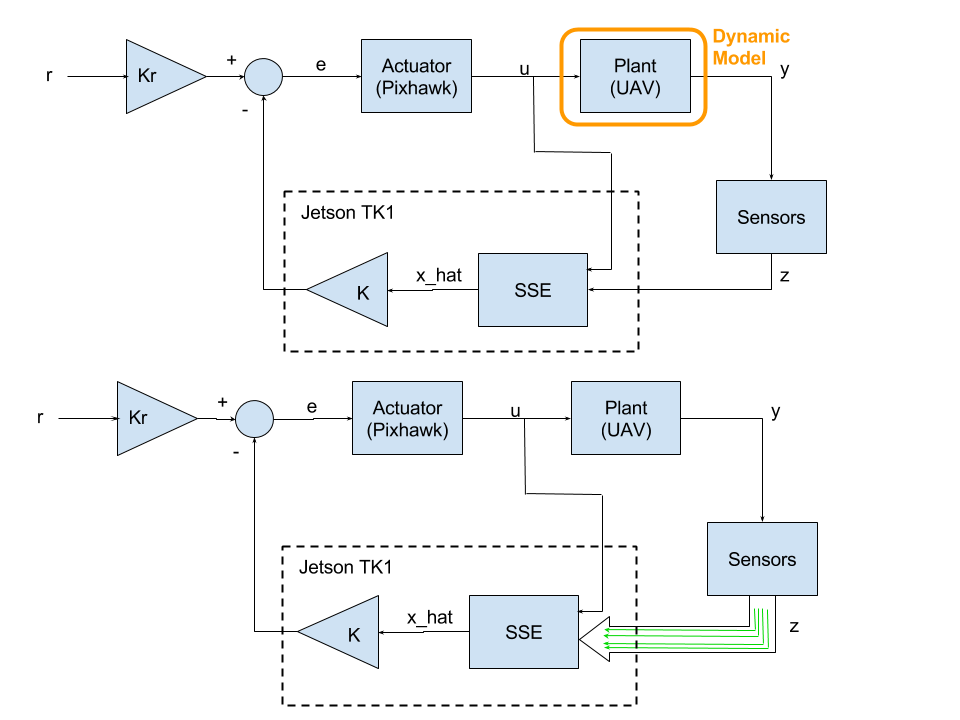 Dynamic
Model
r
Kr
+
-
e
Actuator
(Pixhawk)
u
Plant
(UAV)
y
Sensors
z
Jetson TK1
K
x_hat
SSE
r
Kr
+
-
e
Actuator
(Pixhawk)
u
Plant
(UAV)
y
Sensors
z
Jetson TK1
K
x_hat
SSE